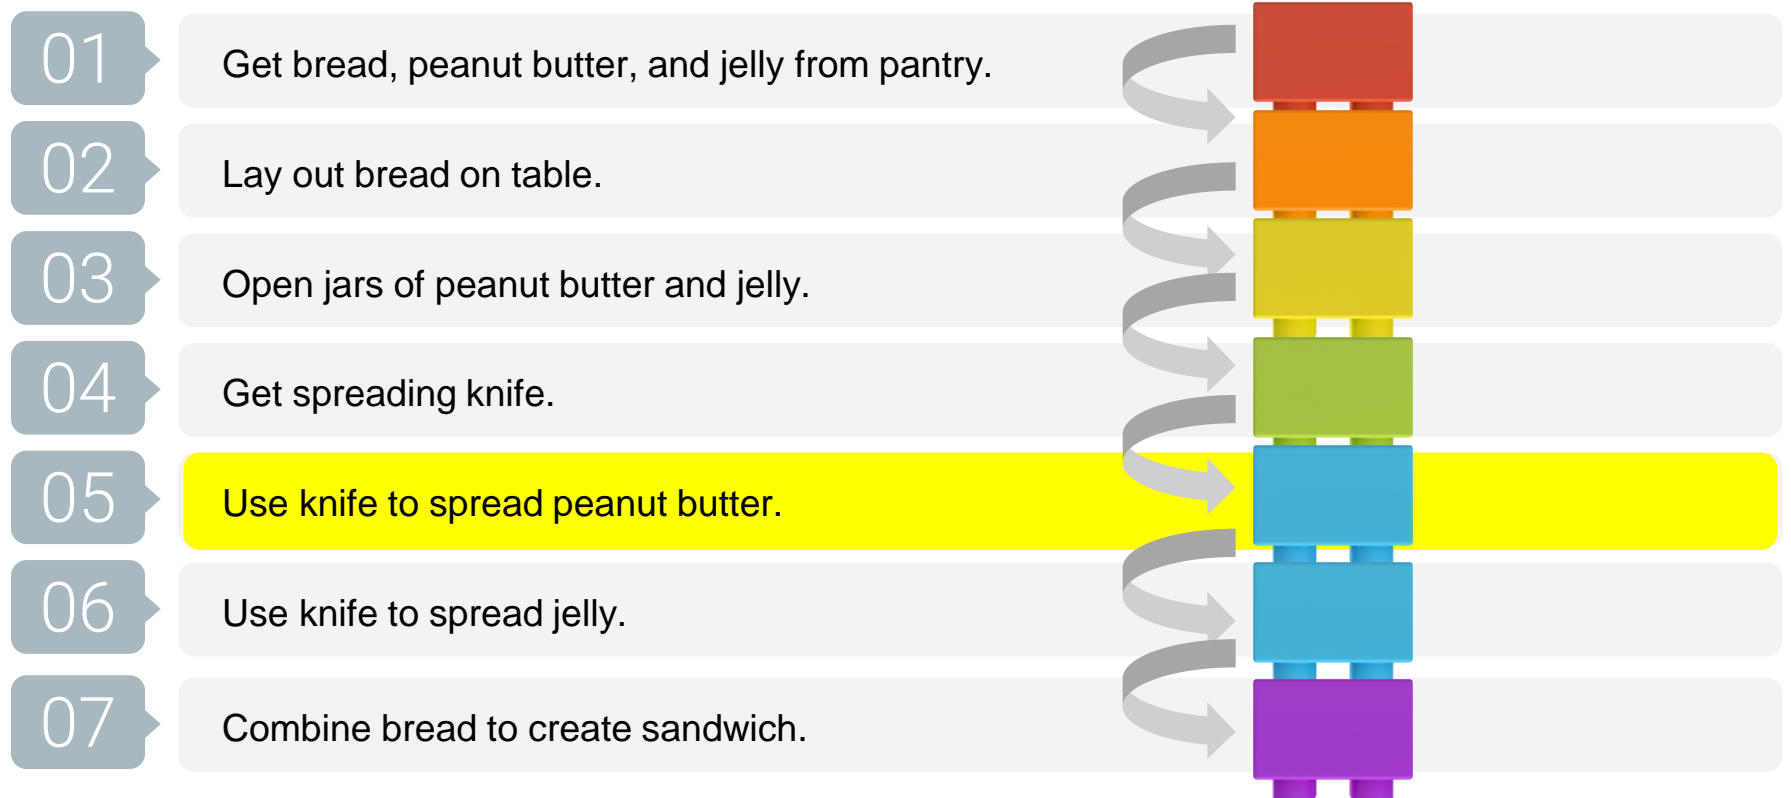 01
Get bread, peanut butter, and jelly from pantry.
02
Lay out bread on table.
03
Open jars of peanut butter and jelly.
04
Get spreading knife.
05
Use knife to spread peanut butter.
06
Use knife to spread jelly.
07
Combine bread to create sandwich.